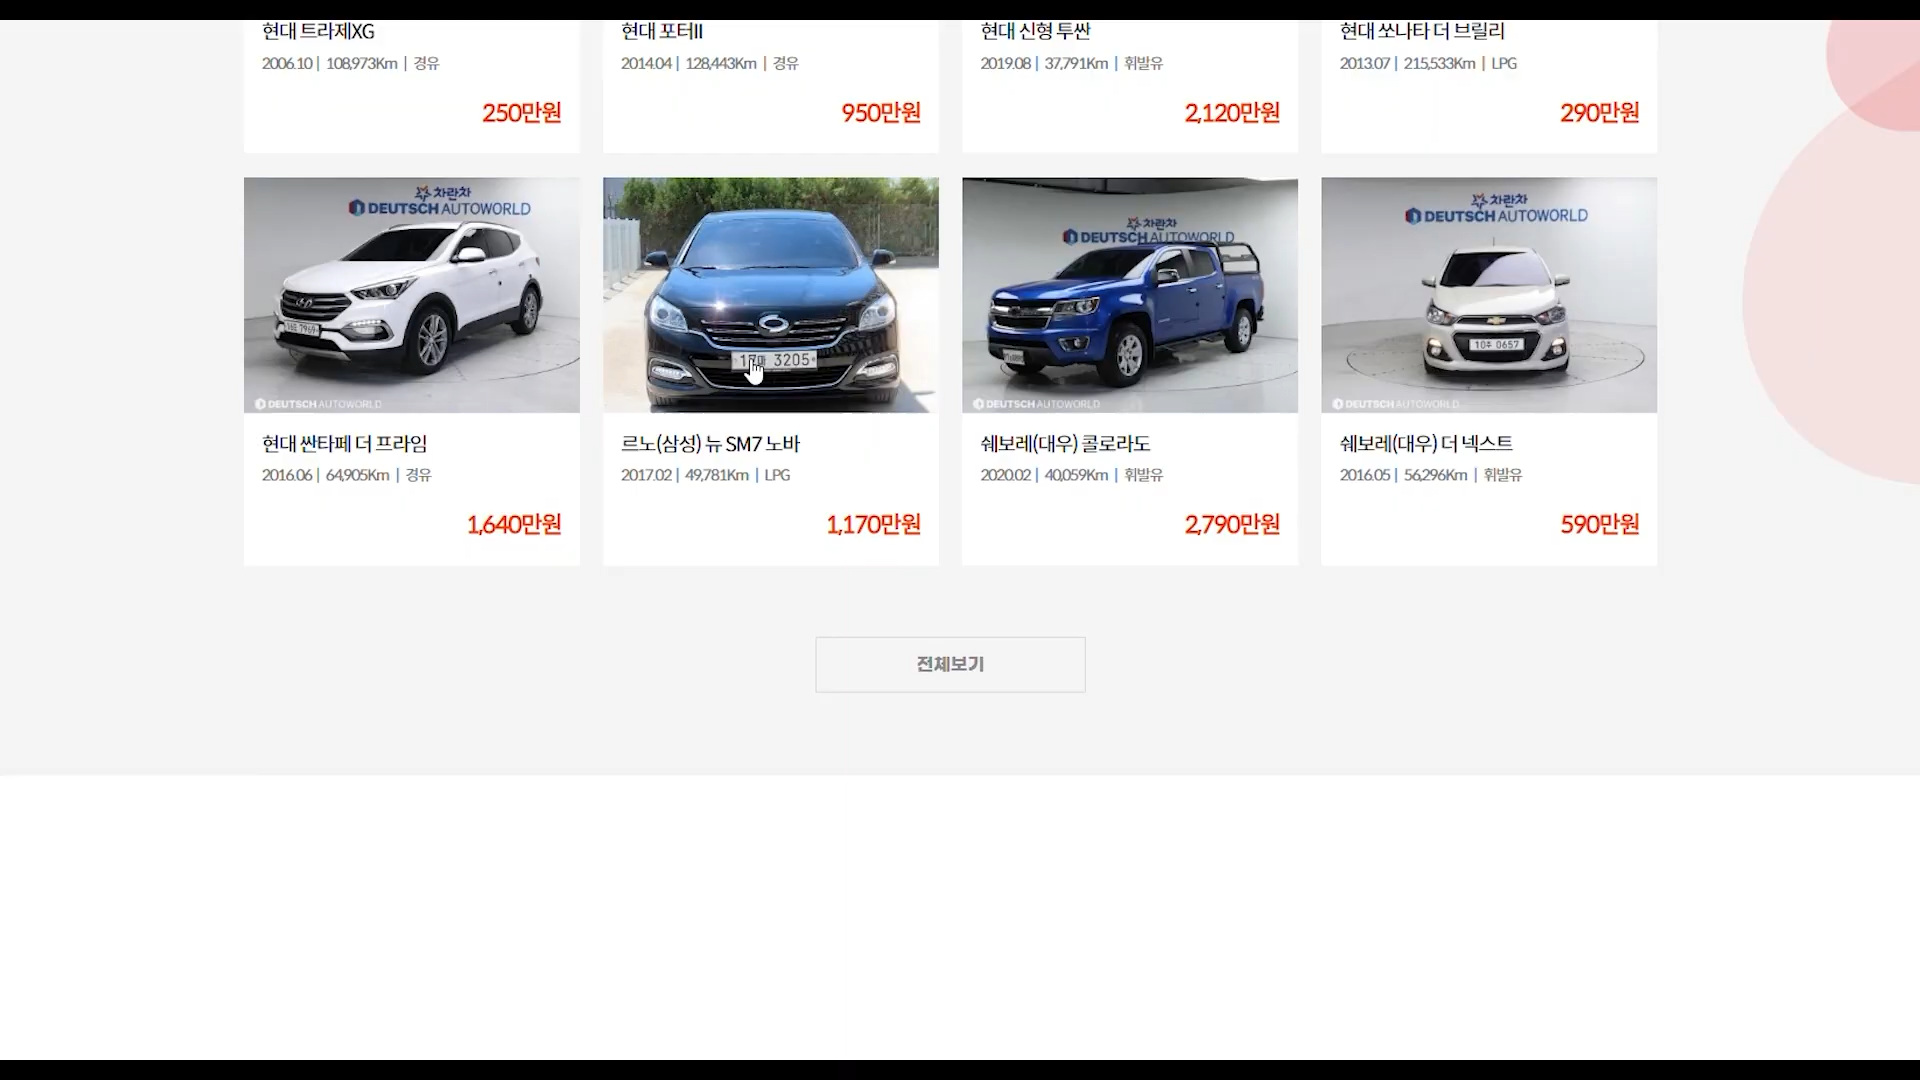 현대 트라제XG
2006.10 | 108,973Km | 경유
250만원
현대 포터II
2014.04 | 128,443Km | 경유
950만원
현대 신형 투싼
2019.08 | 37,791Km | 휘발유
2,120만원
현대 쏘나타 더 브릴리
2013.07 | 215,533Km | LPG
290만원
차란차
DEUTSCH AUTOWORLD
DEUTSCH AUTOWORLD
현대 싼타페 더 프라임
2016.06 | 64,905Km | 경유
1,640만원
3205
르노(삼성) 뉴 SM7 노바
2017.02 | 49,781Km | LPG
1,170만원
차란차
DEUTSCH AUTOWORLD
DEUTSCH AUTOWORLD
쉐보레(대우) 콜로라도
2020.02 | 40,059Km | 휘발유
2,790만원
차란차
DEUTSCH AUTOWORLD
10주 0657
DEUTSCH AUTOWORLD
쉐보레(대우) 더 넥스트
2016.05 | 56,296Km | 휘발유
590만원
전체보기